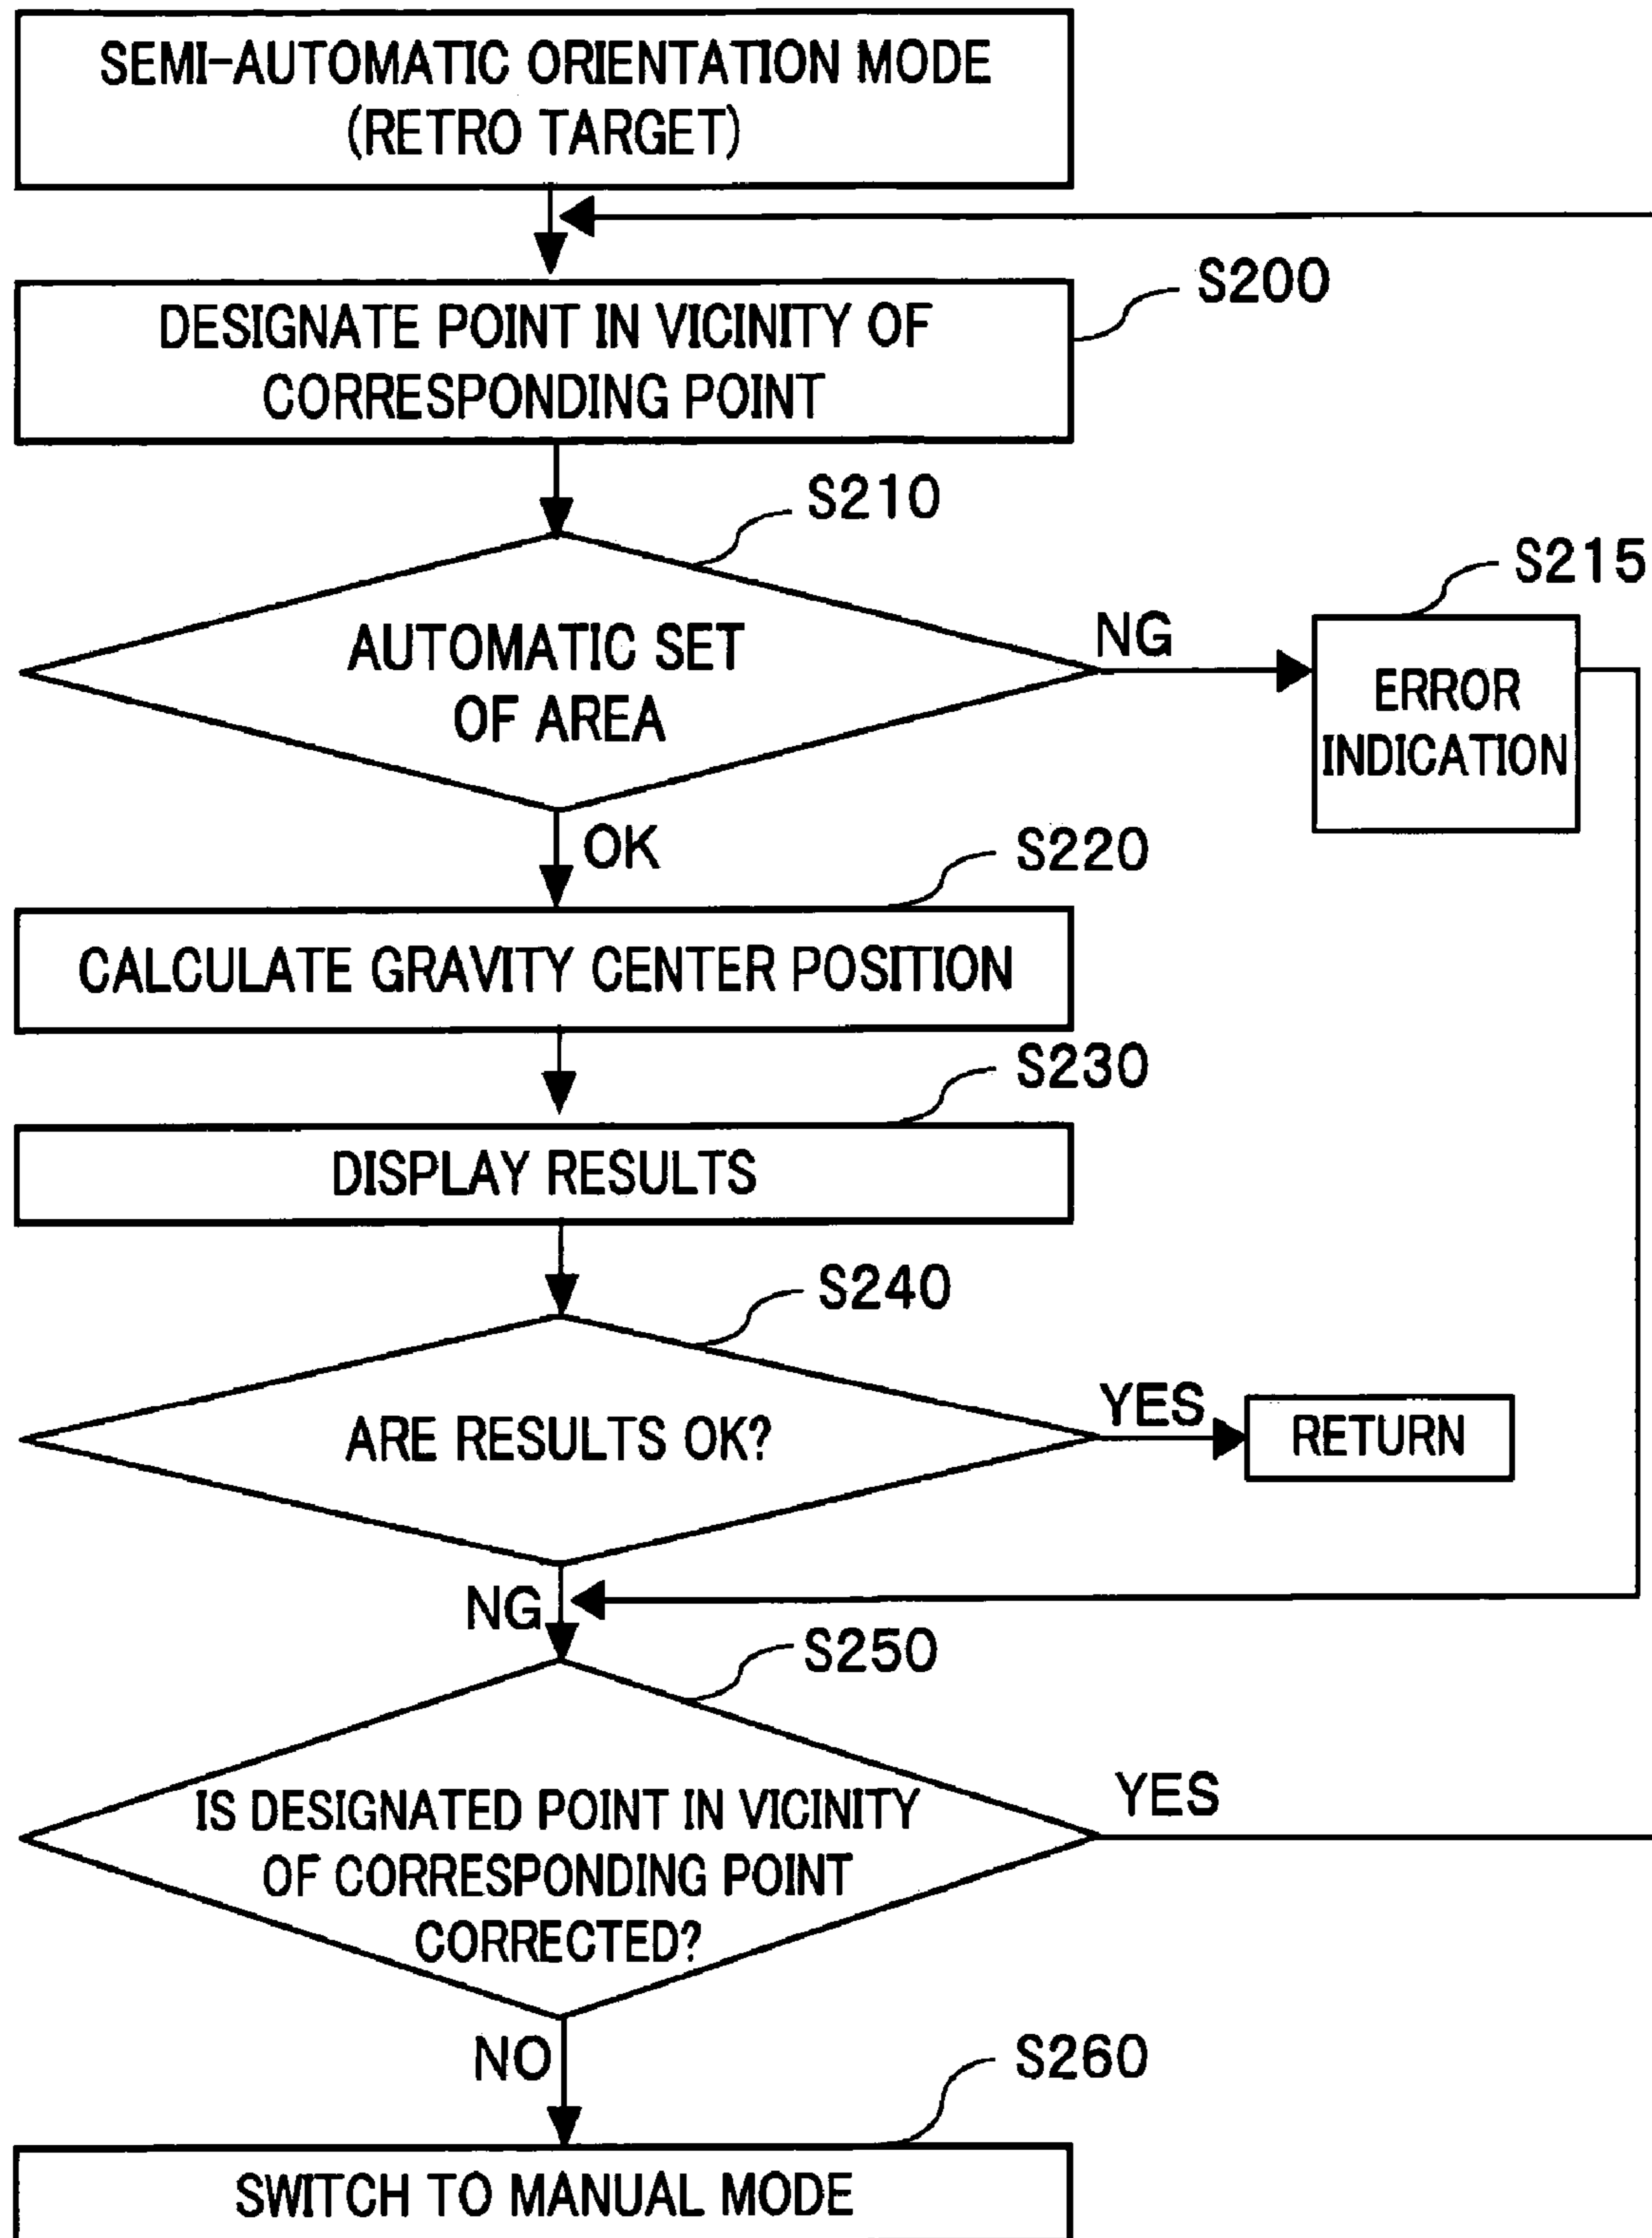 SEMI-AUTOMATIC ORIENTATION MODE
(RETRO TARGET)
S200
DESIGNATE POINT IN VICINITY OF
CORRESPONDING POINT
S210
AUTOMATIC SET
OF AREA
NG
S215
ERROR
INDICATION
OK
S220
CALCULATE GRAVITY CENTER POSITION
S230
DISPLAY RESULTS
S240
ARE RESULTS OK?
YES
RETURN
NG
S250
IS DESIGNATED POINT IN VICINITY
OF CORRESPONDING POINT
CORRECTED?
YES
NO
S260
SWITCH TO MANUAL MODE